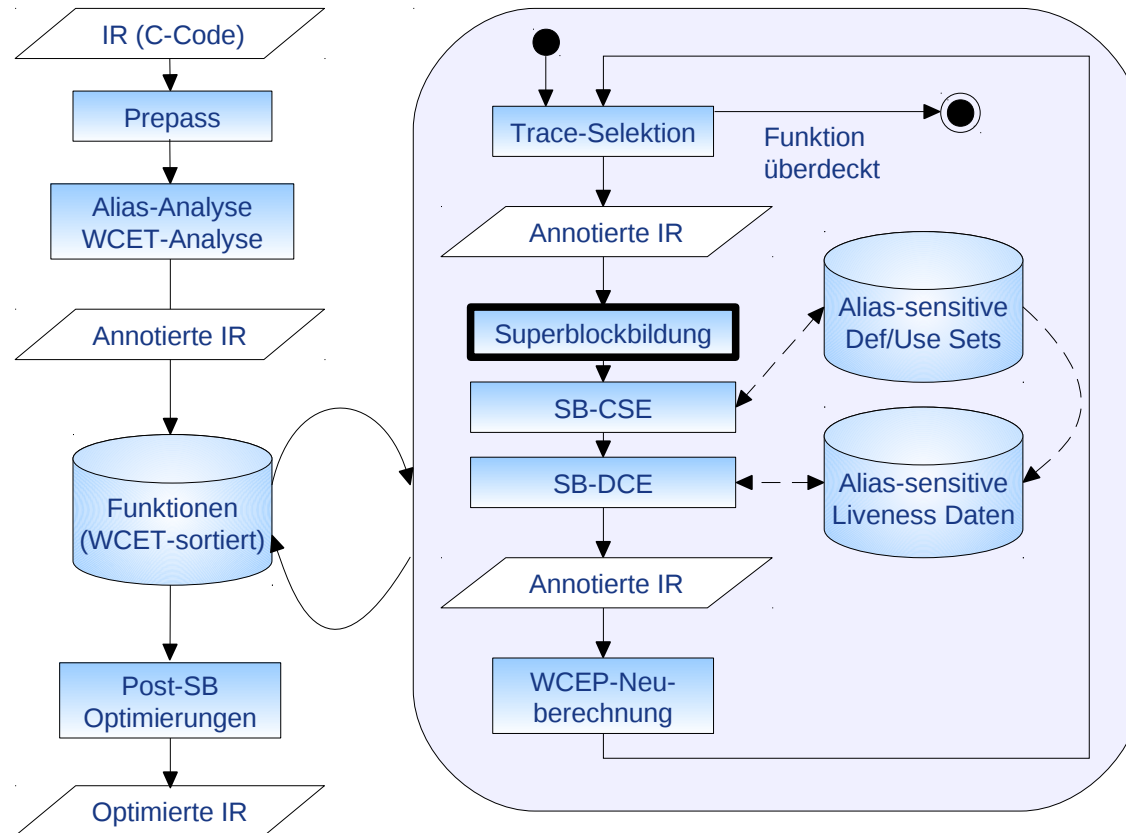 IR (C-Code)
Prepass
Alias-Analyse
WCET-Analyse
Annotierte IR
Funktionen
(WCET-sortiert)
Post-SB
Optimierungen
Optimierte IR
Trace-Selektion
Funktion
überdeckt
Annotierte IR
Superblockbildung
SB-CSE
SB-DCE
Alias-sensitive
Def/Use Sets
Alias-sensitive
Liveness Daten
Annotierte IR
WCEP-Neu-
berechnung